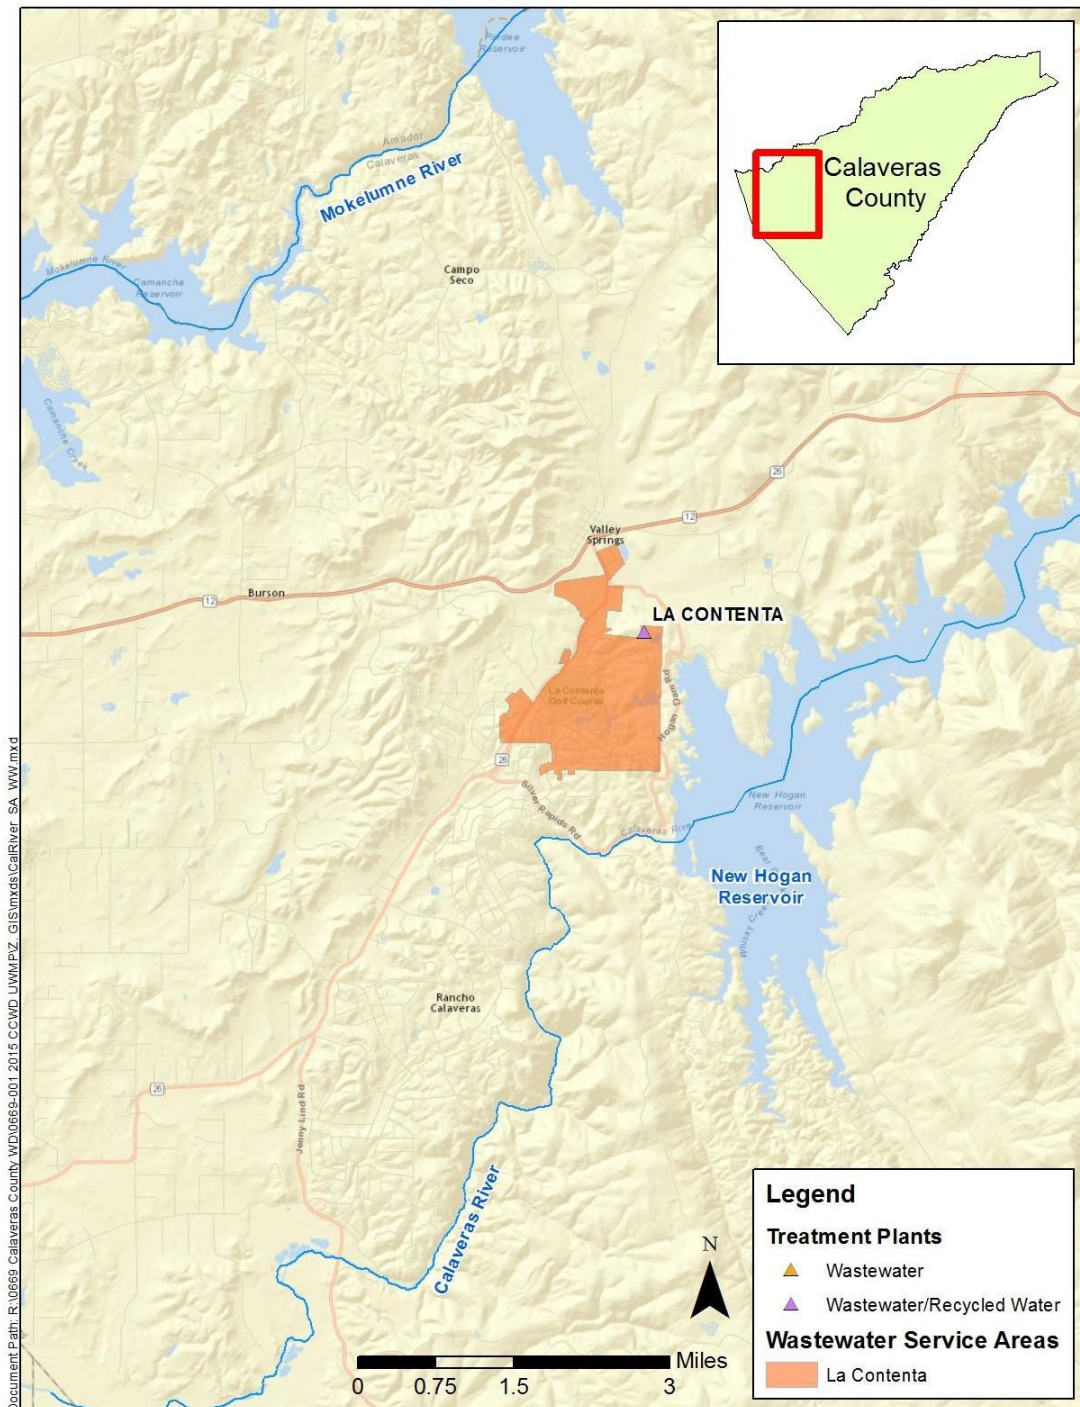 Pardee
Reservoir
Amador
Calaveras
Mokelumne River
Calaveras
County
Mokelumne River
Camanche
Reservoir
Campo
Seco
Camanche Creek
26
12
Valley
Springs
Burson
12
LA CONTENTA
La Contenta
Golf Course
Hogan Dam Rd
26
Silver Rapids Rd
Calaveras River
New Hogan
Reservoir
New Hogan
Reservoir
Whisky Creek
Rancho
Calaveras
26
Jenny Lind Rd
Calaveras River
N
Miles
0 0.75 1.5 3
Legend
Treatment Plants
Wastewater
Wastewater/Recycled Water
Wastewater Service Areas
La Contenta
Document Path: R:\0669 Calaveras County WD\0669-001 2015 CCWD UWMP\Z_GIS\mxds\CalRiver_SA_WW.mxd